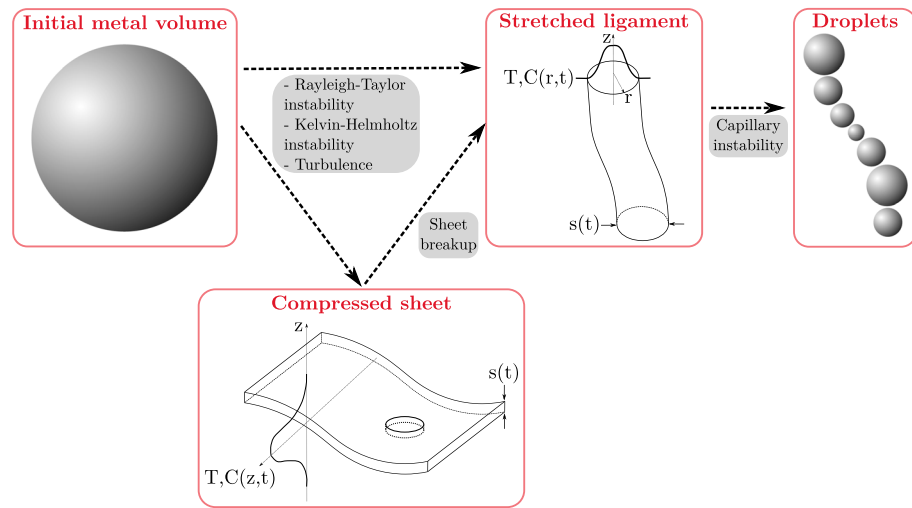 Initial metal volume
- Rayleigh-Taylor
instability
- Kelvin-Helmholtz
instability
- Turbulence
Stretched ligament
z
T,C(r,t)
r
s(t)
Capillary
instability
Droplets
Sheet
breakup
Compressed sheet
z
s(t)
T,C(z,t)